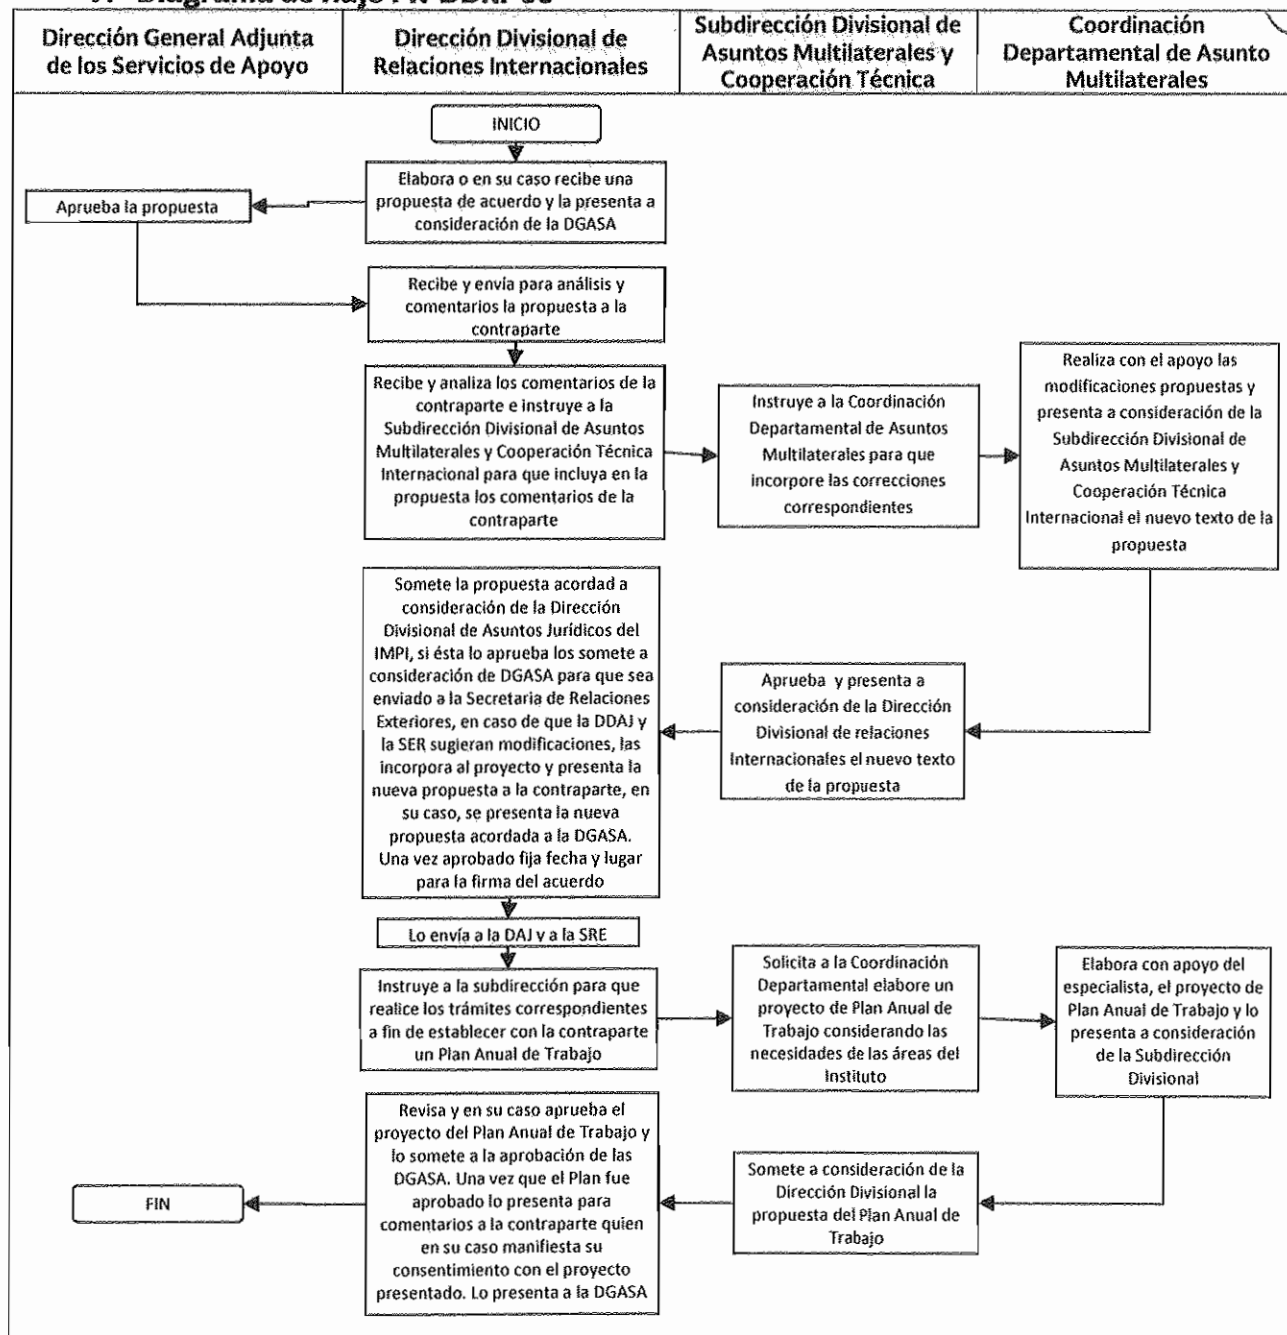 Dirección General Adjunta
de los Servicios de Apoyo
Dirección Divisional de
Relaciones Internacionales
Subdirección Divisional de
Asuntos Multilaterales y
Cooperación Técnica
Coordinación
Departamental de Asunto
Multilaterales
INICIO
Elabora o en su caso recibe una
propuesta de acuerdo y la presenta a
consideración de la DGASA
Aprueba la propuesta
Recibe y envía para análisis y
comentarios la propuesta a la
contraparte
Recibe y analiza los comentarios de la
contraparte e instruye a la
Subdirección Divisional de Asuntos
Multilaterales y Cooperación Técnica
Internacional para que incluya en la
propuesta los comentarios de la
contraparte
Instruye a la Coordinación
Departamental de Asuntos
Multilaterales para que
incorpore las correcciones
correspondientes
Realiza con el apoyo las
modificaciones propuestas y
presenta a consideración de la
Subdirección Divisional de
Asuntos Multilaterales y
Cooperación Técnica
Internacional el nuevo texto de la
propuesta
Aprueba y presenta a
consideración de la Dirección
Divisional de relaciones
Internacionales el nuevo texto
de la propuesta
Somete la propuesta acordad a
consideración de la Dirección
Divisional de Asuntos Jurídicos del
IMPI, si ésta lo aprueba los somete a
consideración de DGASA para que sea
enviado a la Secretaria de Relaciones
Exteriores, en caso de que la DDAJ y
la SER sugieran modificaciones, las
incorpora al proyecto y presenta la
nueva propuesta a la contraparte, en
su caso, se presenta la nueva
propuesta acordada a la DGASA.
Una vez aprobado fija fecha y lugar
para la firma del acuerdo
Lo envía a la DAJ y a la SRE
Instruye a la subdirección para que
realice los trámites correspondientes
a fin de establecer con la contraparte
un Plan Anual de Trabajo
Solicita a la Coordinación
Departamental elabore un
proyecto de Plan Anual de
Trabajo considerando las
necesidades de las áreas del
Instituto
Elabora con apoyo del
especialista, el proyecto de
Plan Anual de Trabajo y lo
presenta a consideración
de la Subdirección
Divisional
Somete a consideración de la
Dirección Divisional la
propuesta del Plan Anual de
Trabajo
Revisa y en su caso aprueba el
proyecto del Plan Anual de Trabajo y
lo somete a la aprobación de las
DGASA. Una vez que el Plan fue
aprobado lo presenta para
comentarios a la contraparte quien
en su caso manifiesta su
consentimiento con el proyecto
presentado. Lo presenta a la DGASA
FIN